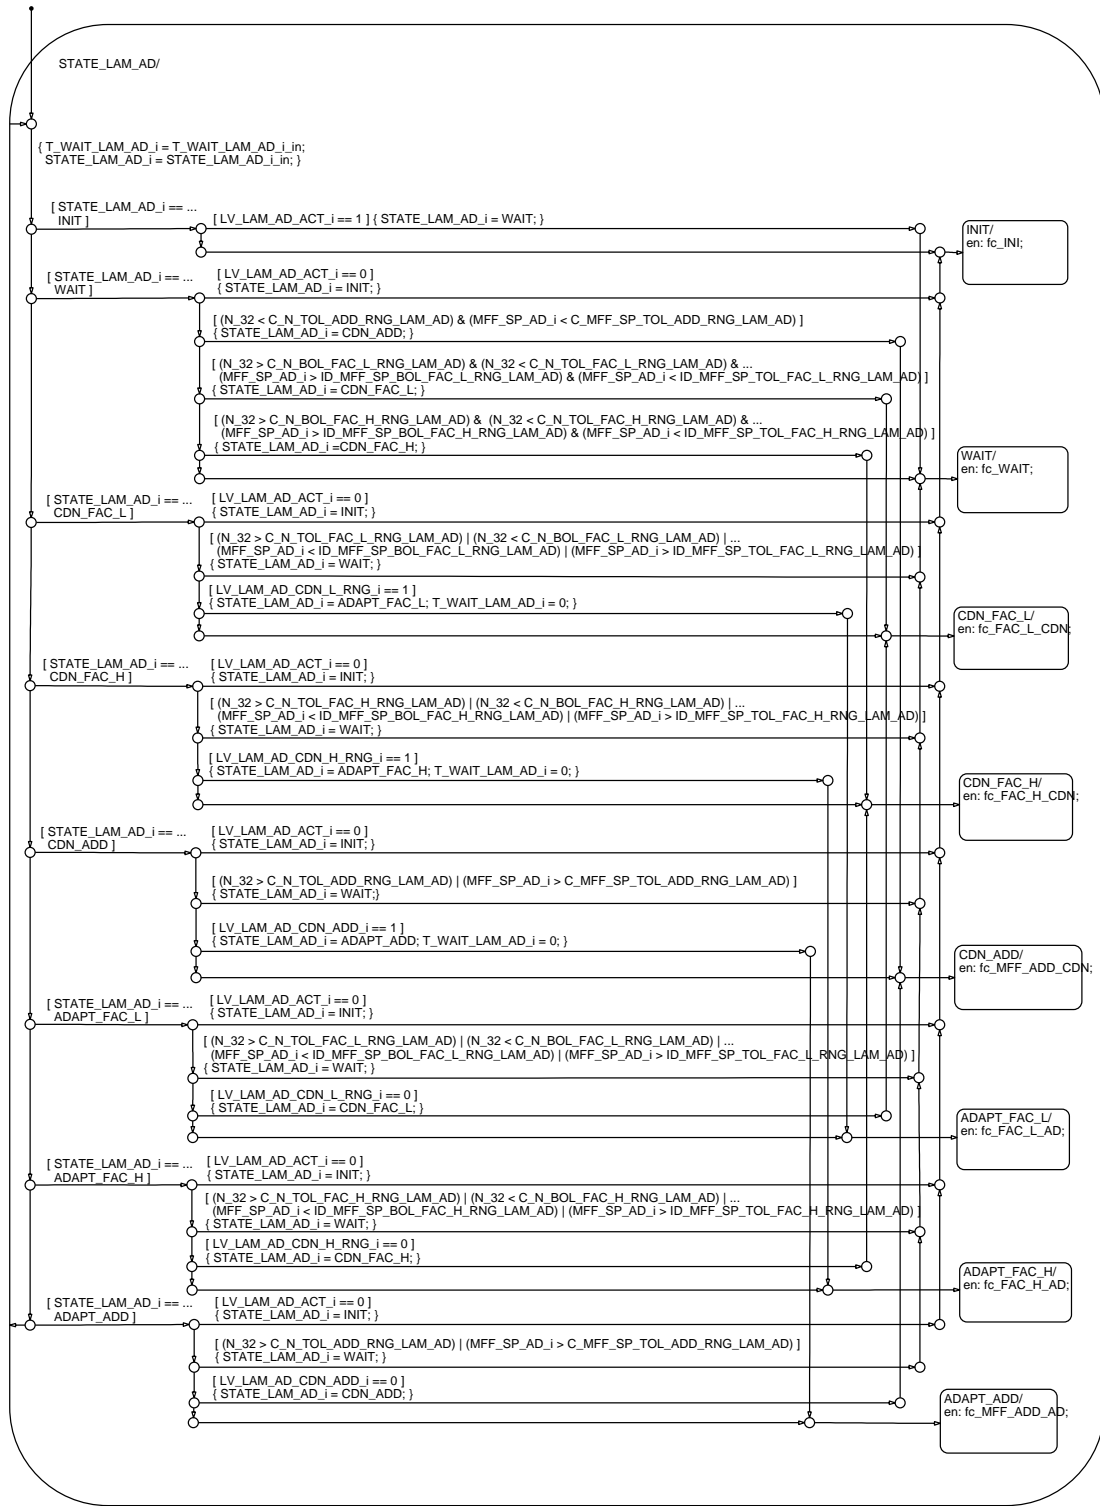 STATE_LAM_AD/
{ T_WAIT_LAM_AD_i = T_WAIT_LAM_AD_i_in;
STATE_LAM_AD_i = STATE_LAM_AD_i_in; }
[ STATE_LAM_AD_i == ...
INIT ]
[ LV_LAM_AD_ACT_i == 1 ] { STATE_LAM_AD_i = WAIT; }
INIT/
en: fc_INI;
[ STATE_LAM_AD_i == ...
WAIT ]
[ LV_LAM_AD_ACT_i == 0 ]
{ STATE_LAM_AD_i = INIT; }
[ (N_32 < C_N_TOL_ADD_RNG_LAM_AD) & (MFF_SP_AD_i < C_MFF_SP_TOL_ADD_RNG_LAM_AD) ]
{ STATE_LAM_AD_i = CDN_ADD; }
[ (N_32 > C_N_BOL_FAC_L_RNG_LAM_AD) & (N_32 < C_N_TOL_FAC_L_RNG_LAM_AD) & ...
(MFF_SP_AD_i > ID_MFF_SP_BOL_FAC_L_RNG_LAM_AD) & (MFF_SP_AD_i < ID_MFF_SP_TOL_FAC_L_RNG_LAM_AD) ]
{ STATE_LAM_AD_i = CDN_FAC_L; }
[ (N_32 > C_N_BOL_FAC_H_RNG_LAM_AD) &  (N_32 < C_N_TOL_FAC_H_RNG_LAM_AD) & ...
(MFF_SP_AD_i > ID_MFF_SP_BOL_FAC_H_RNG_LAM_AD) & (MFF_SP_AD_i < ID_MFF_SP_TOL_FAC_H_RNG_LAM_AD) ]
{ STATE_LAM_AD_i =CDN_FAC_H; }
WAIT/
en: fc_WAIT;
[ STATE_LAM_AD_i == ...
CDN_FAC_L ]
[ LV_LAM_AD_ACT_i == 0 ]
{ STATE_LAM_AD_i = INIT; }
[ (N_32 > C_N_TOL_FAC_L_RNG_LAM_AD) | (N_32 < C_N_BOL_FAC_L_RNG_LAM_AD) | ...
(MFF_SP_AD_i < ID_MFF_SP_BOL_FAC_L_RNG_LAM_AD) | (MFF_SP_AD_i > ID_MFF_SP_TOL_FAC_L_RNG_LAM_AD) ]
{ STATE_LAM_AD_i = WAIT; }
[ LV_LAM_AD_CDN_L_RNG_i == 1 ]
{ STATE_LAM_AD_i = ADAPT_FAC_L; T_WAIT_LAM_AD_i = 0; }
CDN_FAC_L/
en: fc_FAC_L_CDN;
[ STATE_LAM_AD_i == ...
CDN_FAC_H ]
[ LV_LAM_AD_ACT_i == 0 ]
{ STATE_LAM_AD_i = INIT; }
[ (N_32 > C_N_TOL_FAC_H_RNG_LAM_AD) | (N_32 < C_N_BOL_FAC_H_RNG_LAM_AD) | ...
(MFF_SP_AD_i < ID_MFF_SP_BOL_FAC_H_RNG_LAM_AD) | (MFF_SP_AD_i > ID_MFF_SP_TOL_FAC_H_RNG_LAM_AD) ]
{ STATE_LAM_AD_i = WAIT; }
[ LV_LAM_AD_CDN_H_RNG_i == 1 ]
{ STATE_LAM_AD_i = ADAPT_FAC_H; T_WAIT_LAM_AD_i = 0; }
CDN_FAC_H/
en: fc_FAC_H_CDN;
[ STATE_LAM_AD_i == ...
CDN_ADD ]
[ LV_LAM_AD_ACT_i == 0 ]
{ STATE_LAM_AD_i = INIT; }
[ (N_32 > C_N_TOL_ADD_RNG_LAM_AD) | (MFF_SP_AD_i > C_MFF_SP_TOL_ADD_RNG_LAM_AD) ]
{ STATE_LAM_AD_i = WAIT;}
[ LV_LAM_AD_CDN_ADD_i == 1 ]
{ STATE_LAM_AD_i = ADAPT_ADD; T_WAIT_LAM_AD_i = 0; }
CDN_ADD/
en: fc_MFF_ADD_CDN;
[ STATE_LAM_AD_i == ...
ADAPT_FAC_L ]
[ LV_LAM_AD_ACT_i == 0 ]
{ STATE_LAM_AD_i = INIT; }
[ (N_32 > C_N_TOL_FAC_L_RNG_LAM_AD) | (N_32 < C_N_BOL_FAC_L_RNG_LAM_AD) | ...
(MFF_SP_AD_i < ID_MFF_SP_BOL_FAC_L_RNG_LAM_AD) | (MFF_SP_AD_i > ID_MFF_SP_TOL_FAC_L_RNG_LAM_AD) ]
{ STATE_LAM_AD_i = WAIT; }
[ LV_LAM_AD_CDN_L_RNG_i == 0 ]
{ STATE_LAM_AD_i = CDN_FAC_L; }
ADAPT_FAC_L/
en: fc_FAC_L_AD;
[ STATE_LAM_AD_i == ...
ADAPT_FAC_H ]
[ LV_LAM_AD_ACT_i == 0 ]
{ STATE_LAM_AD_i = INIT; }
[ (N_32 > C_N_TOL_FAC_H_RNG_LAM_AD) | (N_32 < C_N_BOL_FAC_H_RNG_LAM_AD) | ...
(MFF_SP_AD_i < ID_MFF_SP_BOL_FAC_H_RNG_LAM_AD) | (MFF_SP_AD_i > ID_MFF_SP_TOL_FAC_H_RNG_LAM_AD) ]
{ STATE_LAM_AD_i = WAIT; }
[ LV_LAM_AD_CDN_H_RNG_i == 0 ]
{ STATE_LAM_AD_i = CDN_FAC_H; }
ADAPT_FAC_H/
en: fc_FAC_H_AD;
[ STATE_LAM_AD_i == ...
ADAPT_ADD ]
[ LV_LAM_AD_ACT_i == 0 ]
{ STATE_LAM_AD_i = INIT; }
[ (N_32 > C_N_TOL_ADD_RNG_LAM_AD) | (MFF_SP_AD_i > C_MFF_SP_TOL_ADD_RNG_LAM_AD) ]
{ STATE_LAM_AD_i = WAIT; }
[ LV_LAM_AD_CDN_ADD_i == 0 ]
{ STATE_LAM_AD_i = CDN_ADD; }
ADAPT_ADD/
en: fc_MFF_ADD_AD;